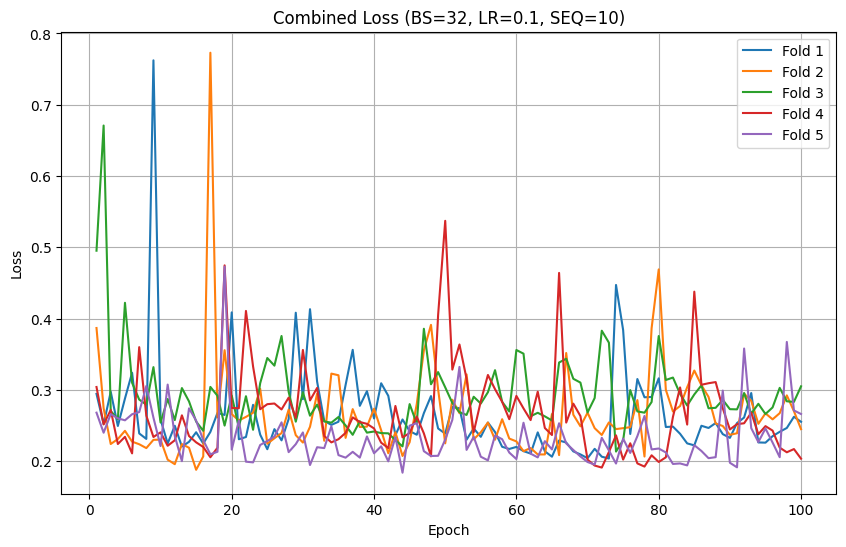 Combined Loss (BS=32, LR=0.1, SEQ=10)
0.8
0.7
0.6
0.5
0.4
0.3
0.2
Loss
0 20 40 60 80 100
Epoch
Fold 1
Fold 2
Fold 3
Fold 4
Fold 5